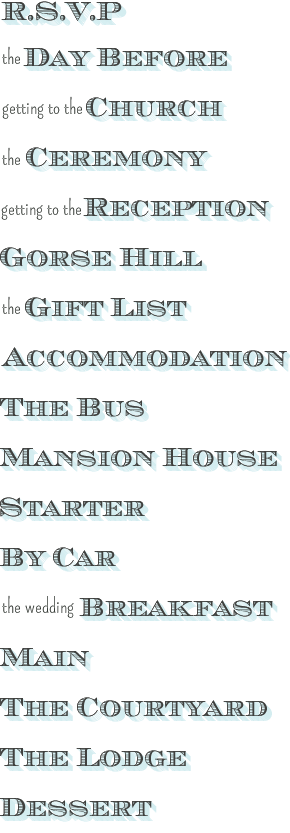 R.S.V.P
the Day Before
getting to the Church
the Ceremony
getting to the Reception
Gorse Hill
the Gift List
Accommodation
The Bus
Mansion House
Starter
By Car
the wedding Breakfast
Main
The Courtyard
The Lodge
Dessert